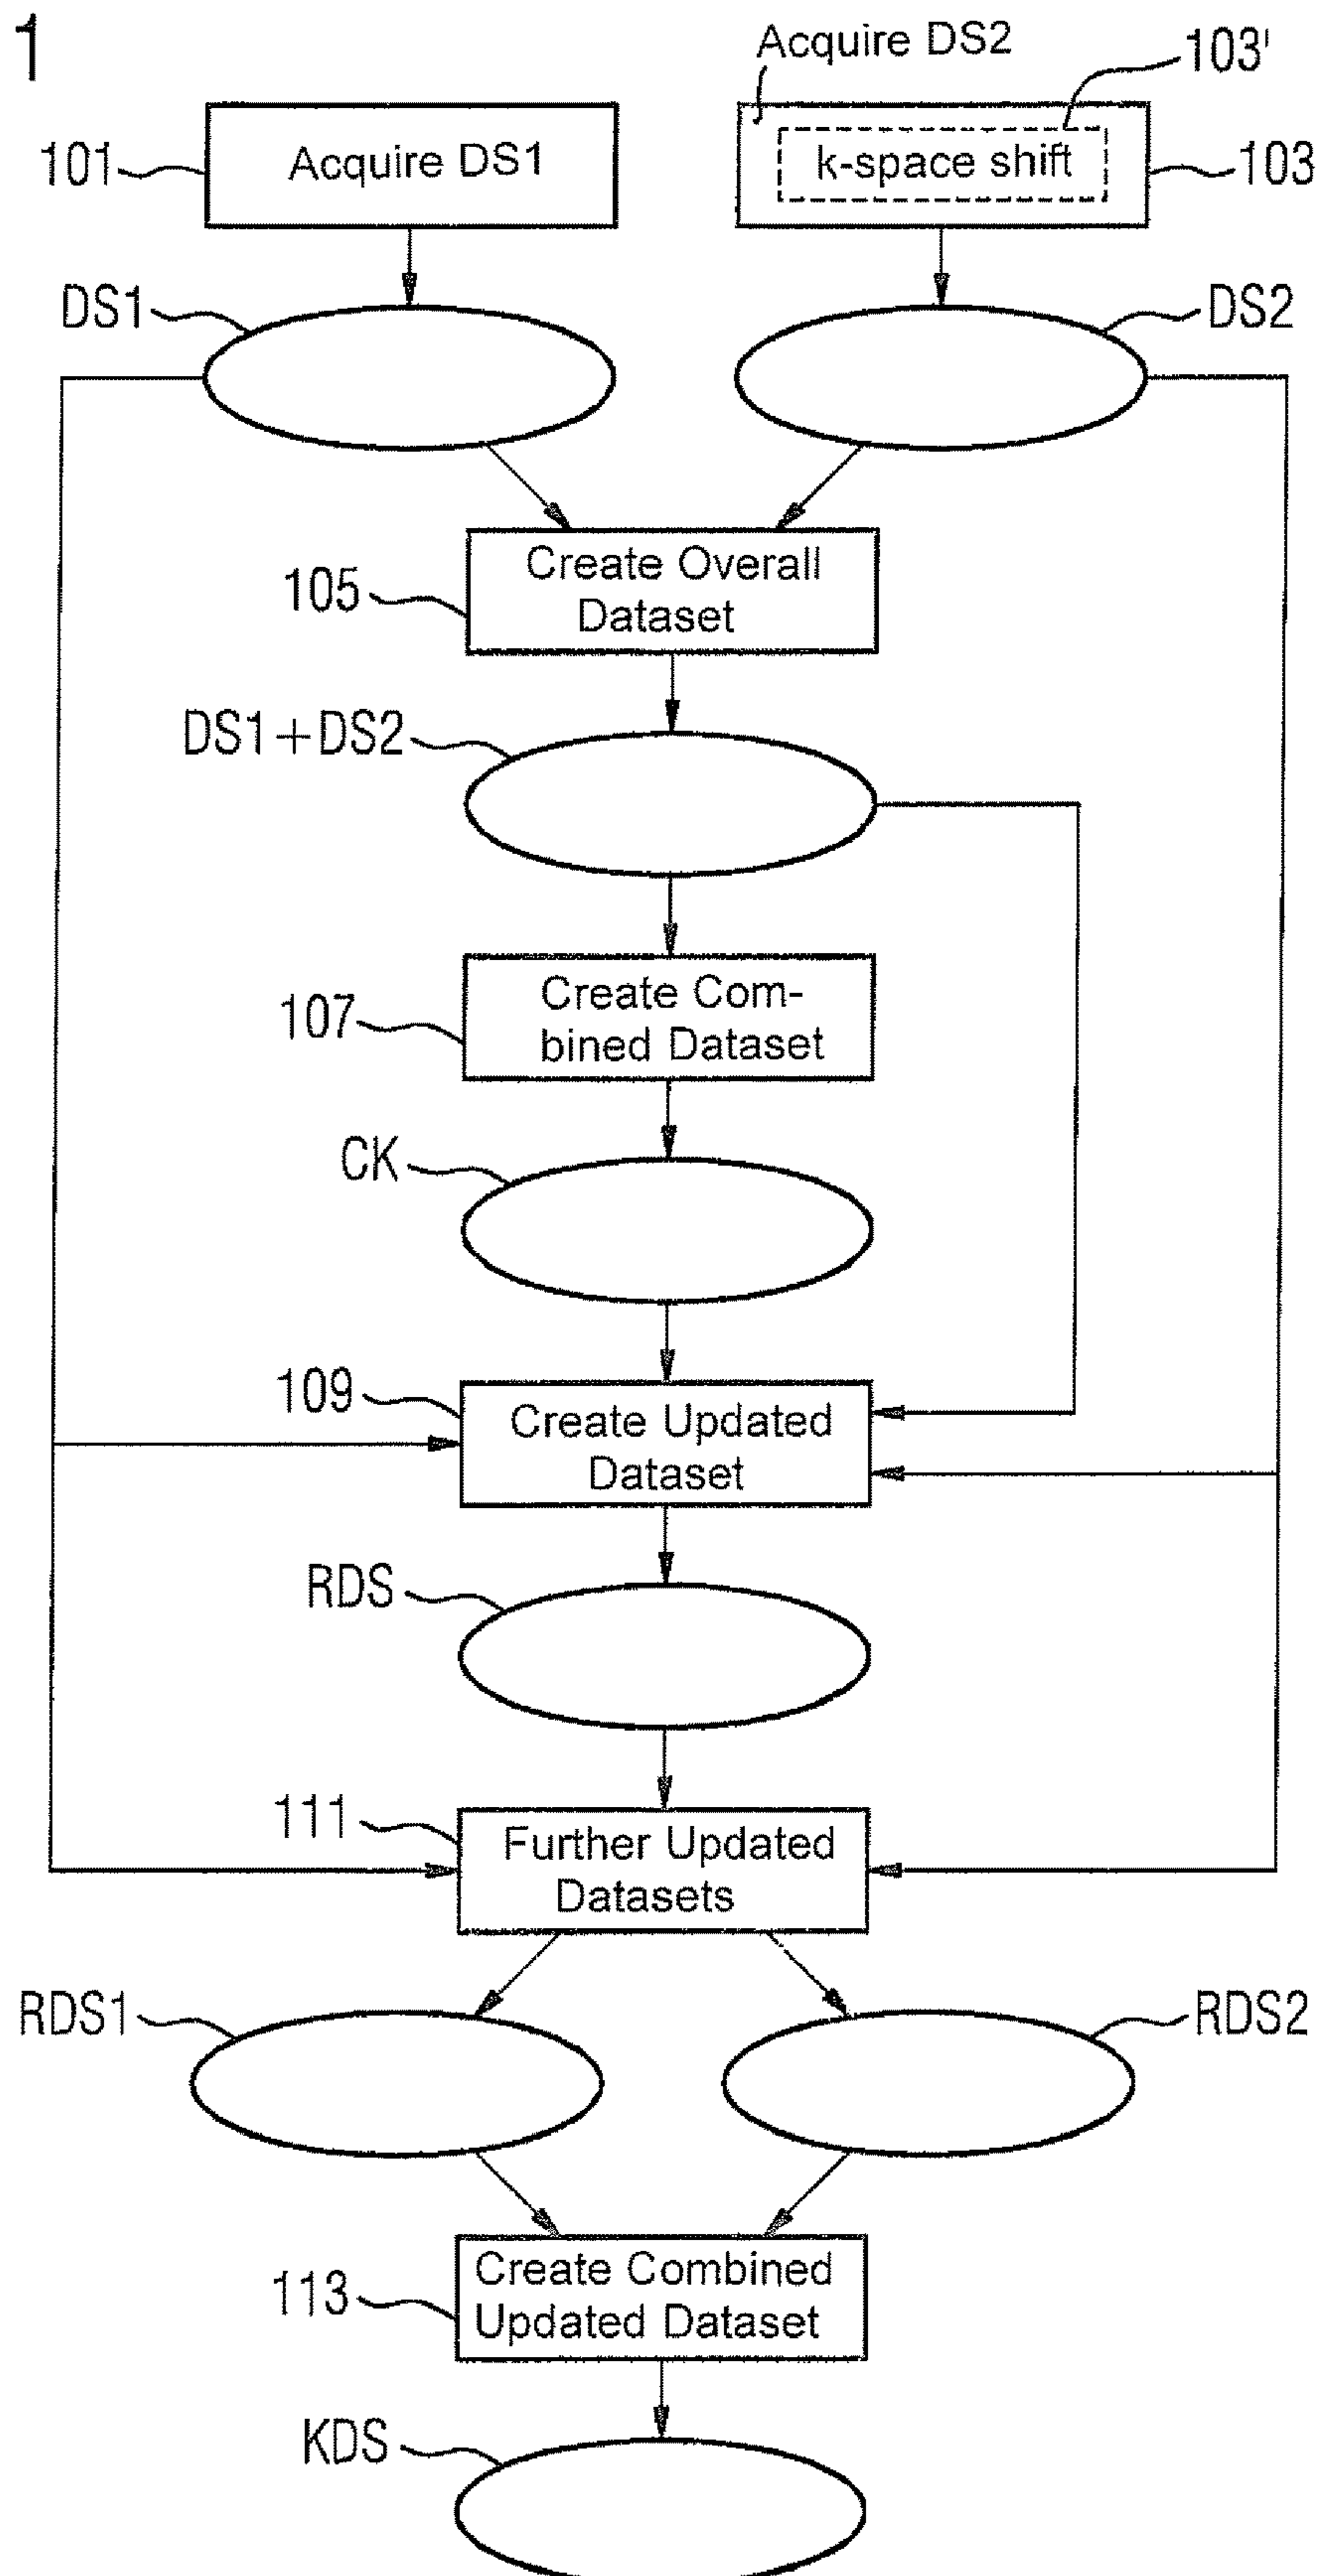 1
Acquire DS2
103'
101
Acquire DS1
k-space shift
103
DS1
DS2
105
Create Overall
Dataset
DS1+DS2
107
Create Com-
bined Dataset
CK
109
Create Updated
Dataset
RDS
111
Further Updated
Datasets
RDS1
RDS2
113
Create Combined
Updated Dataset
KDS